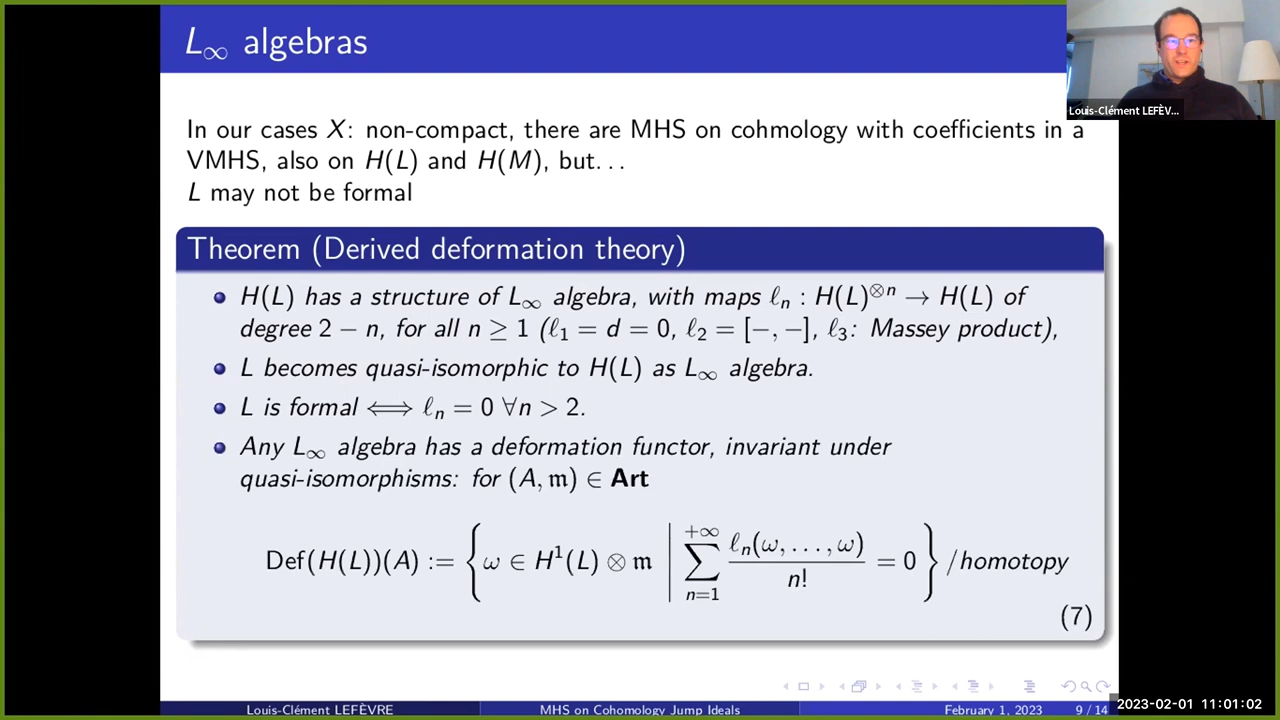 L∞ algebras
Louis-Clément LEFÈV...
In our cases X: non-compact, there are MHS on cohmology with coefficients in a
VMHS, also on H(L) and H(M), but...
L may not be formal
Theorem (Derived deformation theory)
H(L) has a structure of L∞ algebra, with maps ℓₙ : H(L)^⊗n → H(L) of
degree 2 − n, for all n ≥ 1 (ℓ₁ = d = 0, ℓ₂ = [−, −], ℓ₃: Massey product),
L becomes quasi-isomorphic to H(L) as L∞ algebra.
L is formal ⟺ ℓₙ = 0 ∀n > 2.
Any L∞ algebra has a deformation functor, invariant under
quasi-isomorphisms: for (A, 𝔪) ∈ Art
Def(H(L))(A) := { ω ∈ H¹(L) ⊗ 𝔪 | ∑_{n=1}^{+∞} ℓₙ(ω, . . . , ω) / n! = 0 } /homotopy
(7)
Louis-Clément LEFÈVRE
MHS on Cohomology Jump Ideals
February 1, 2023
9 / 14
2023-02-01 11:01:02